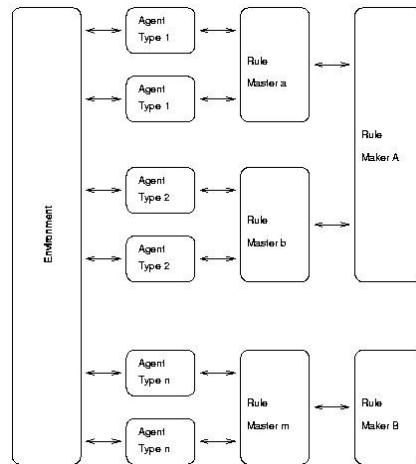 Environment
Agent
Type 1
Agent
Type 1
Rule
Master a
Agent
Type 2
Agent
Type 2
Rule
Master b
Rule
Maker A
Agent
Type n
Agent
Type n
Rule
Master m
Rule
Maker B